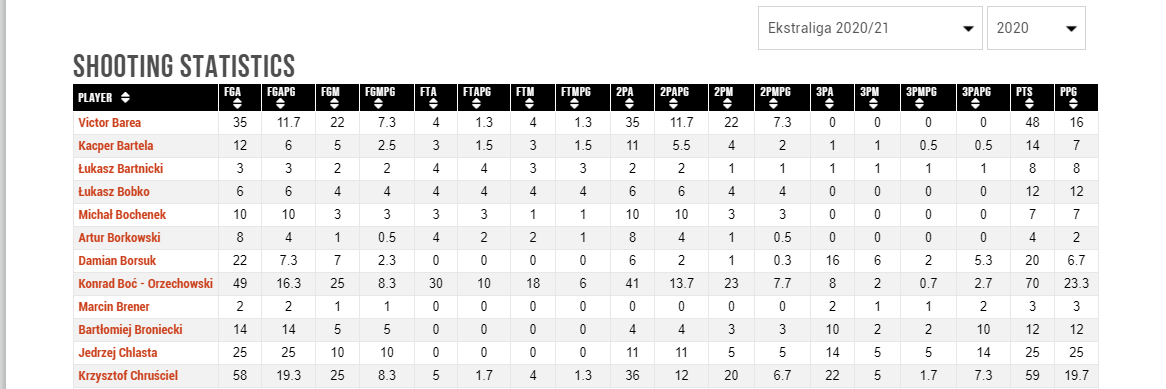 Ekstraliga 2020/21 2020
SHOOTING STATISTICS
PLAYER FGA FGAPG FGM FGMPG FTA FTAPG FTM FTMPG 2PA 2PAPG 2PM 2PMPG 3PA 3PM 3PMPG 3PAPG PTS PPG
Victor Barea 35 11.7 22 7.3 4 1.3 4 1.3 35 11.7 22 7.3 0 0 0 0 48 16
Kacper Bartela 12 6 5 2.5 3 1.5 3 1.5 11 5.5 4 2 1 1 0.5 0.5 14 7
Łukasz Bartnicki 3 3 2 2 4 4 3 3 2 2 1 1 1 1 1 1 8 8
Łukasz Bobko 6 6 4 4 4 4 4 4 6 6 4 4 0 0 0 0 12 12
Michał Bochenek 10 10 3 3 3 3 1 1 10 10 3 3 0 0 0 0 7 7
Artur Borkowski 8 4 1 0.5 4 2 2 1 8 4 1 0.5 0 0 0 0 4 2
Damian Borsuk 22 7.3 7 2.3 0 0 0 0 6 2 1 0.3 16 6 2 5.3 20 6.7
Konrad Boć - Orzechowski 49 16.3 25 8.3 30 10 18 6 41 13.7 23 7.7 8 2 0.7 2.7 70 23.3
Marcin Brener 2 2 1 1 0 0 0 0 0 0 0 0 2 1 1 2 3 3
Bartłomiej Broniecki 14 14 5 5 0 0 0 0 4 4 3 3 10 2 2 10 12 12
Jedrzej Chlasta 25 25 10 10 0 0 0 0 11 11 5 5 14 5 5 14 25 25
Krzysztof Chruściel 58 19.3 25 8.3 5 1.7 4 1.3 36 12 20 6.7 22 5 1.7 7.3 59 19.7